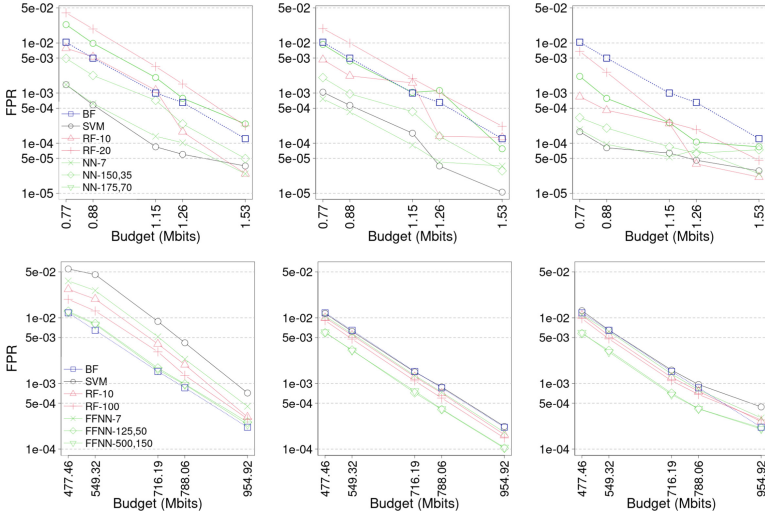 5e-02
1e-02
5e-03
1e-03
5e-04
1e-04
5e-05
1e-05
FPR
BF
SVM
RF-10
RF-20
NN-7
NN-150,35
NN-175,70
0.77
0.88
1.15
1.26
1.53
Budget (Mbits)
5e-02
1e-02
5e-03
1e-03
5e-04
1e-04
5e-05
1e-05
0.77
0.88
1.15
1.26
1.53
Budget (Mbits)
5e-02
1e-02
5e-03
1e-03
5e-04
1e-04
5e-05
1e-05
0.77
0.88
1.15
1.26
1.53
Budget (Mbits)
5e-02
1e-02
5e-03
1e-03
5e-04
1e-04
FPR
BF
SVM
RF-10
RF-100
FFNN-7
FFNN-125,50
FFNN-500,150
477.46
549.32
716.19
788.06
954.92
Budget (Mbits)
5e-02
1e-02
5e-03
1e-03
5e-04
1e-04
477.46
549.32
716.19
788.06
954.92
Budget (Mbits)
5e-02
1e-02
5e-03
1e-03
5e-04
1e-04
477.46
549.32
716.19
788.06
954.92
Budget (Mbits)